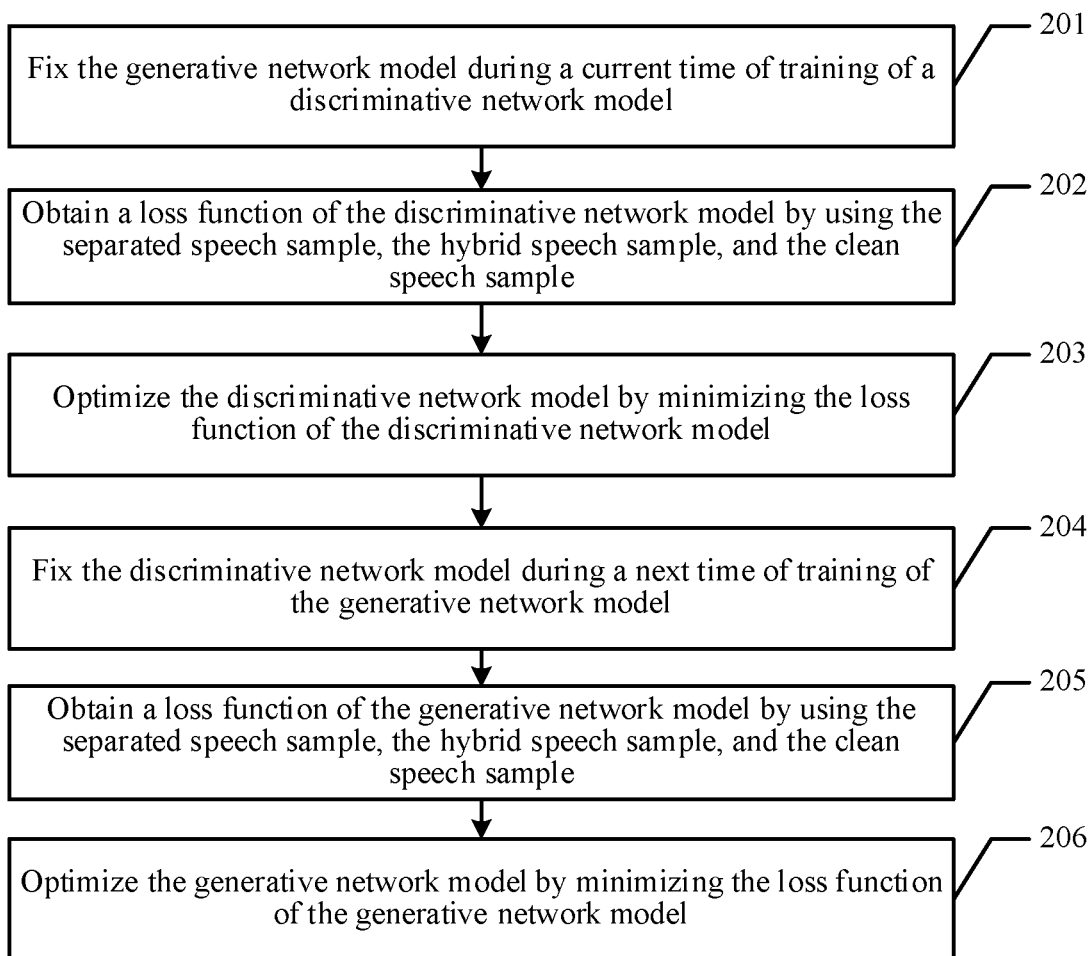 201
Fix the generative network model during a current time of training of a
discriminative network model
202
Obtain a loss function of the discriminative network model by using the
separated speech sample, the hybrid speech sample, and the clean
speech sample
203
Optimize the discriminative network model by minimizing the loss
function of the discriminative network model
204
Fix the discriminative network model during a next time of training of
the generative network model
205
Obtain a loss function of the generative network model by using the
separated speech sample, the hybrid speech sample, and the clean
speech sample
206
Optimize the generative network model by minimizing the loss function
of the generative network model